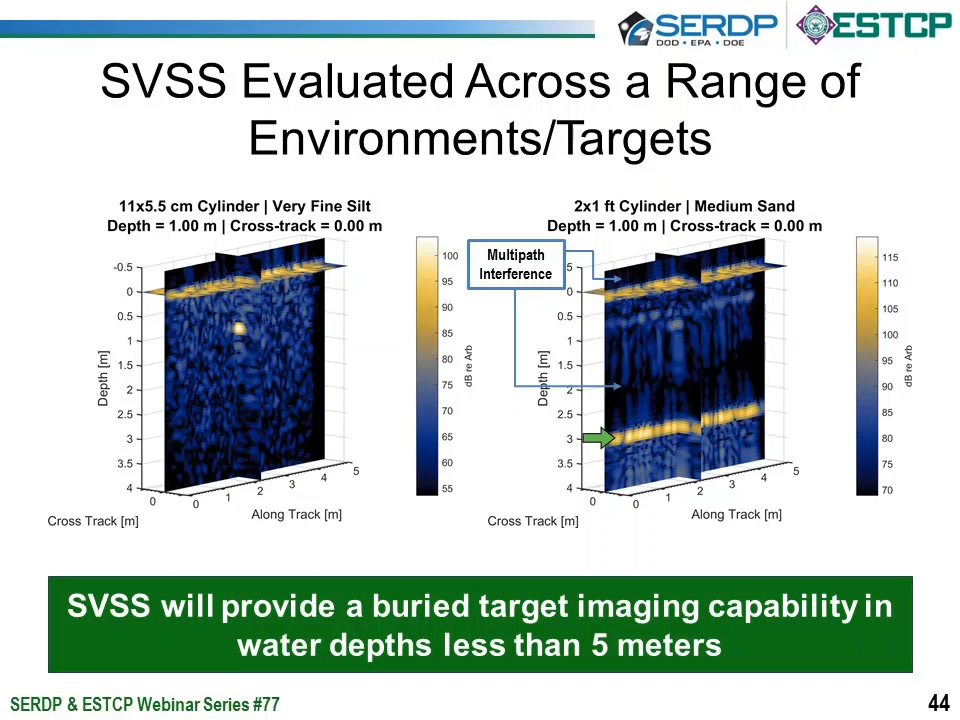 SERDP
DOD • EPA • DOE
ESTCP
SVSS Evaluated Across a Range of
Environments/Targets
11x5.5 cm Cylinder | Very Fine Silt
Depth = 1.00 m | Cross-track = 0.00 m
-0.5
0
0.5
1
1.5
2
2.5
3
3.5
4
Depth [m]
0
Cross Track [m]
0
1
2
3
4
5
Along Track [m]
100
95
90
85
80
75
70
65
60
55
dB re Arb
2x1 ft Cylinder | Medium Sand
Depth = 1.00 m | Cross-track = 0.00 m
Multipath
Interference
5
0
0.5
1
1.5
2
2.5
3
3.5
4
Depth [m]
0
Cross Track [m]
0
1
2
3
4
5
Along Track [m]
115
110
105
100
95
90
85
80
75
70
dB re Arb
SVSS will provide a buried target imaging capability in
water depths less than 5 meters
SERDP & ESTCP Webinar Series #77
44